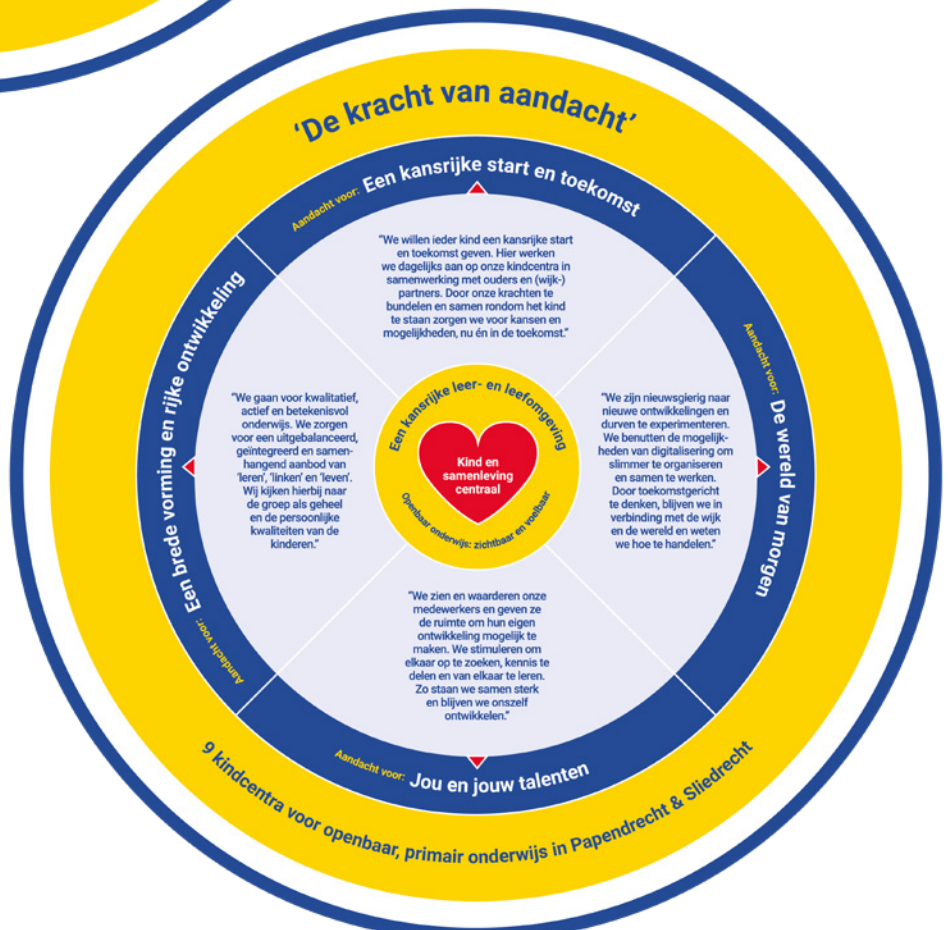 ‘De kracht van aandacht’
Aandacht voor: Een kansrijke start en toekomst
“We willen ieder kind een kansrijke start
en toekomst geven. Hier werken
we dagelijks aan op onze kindcentra in
samenwerking met ouders en (wijk-)
partners. Door onze krachten te
bundelen en samen rondom het kind
te staan zorgen we voor kansen en
mogelijkheden, nu én in de toekomst.”
Aandacht voor: Een brede vorming en rijke ontwikkeling
“We gaan voor kwalitatief,
actief en betekenisvol
onderwijs. We zorgen
voor een uitgebalanceerd,
geïntegreerd en samen-
hangend aanbod van
‘leren’, ‘linken’ en ‘leven’.
Wij kijken hierbij naar
de groep als geheel
en de persoonlijke
kwaliteiten van de
kinderen.”
Een kansrijke leer- en leefomgeving
Kind en
samenleving
centraal
Openbaar onderwijs: zichtbaar en voelbaar
Aandacht voor: De wereld van morgen
“We zijn nieuwsgierig naar
nieuwe ontwikkelingen en
durven te experimenteren.
We benutten de mogelijk-
heden van digitalisering om
slimmer te organiseren
en samen te werken.
Door toekomstgericht
te denken, blijven we in
verbinding met de wijk
en de wereld en weten
we hoe te handelen.”
“We zien en waarderen onze
medewerkers en geven ze
de ruimte om hun eigen
ontwikkeling mogelijk te
maken. We stimuleren om
elkaar op te zoeken, kennis te
delen en van elkaar te leren.
Zo staan we samen sterk
en blijven we onszelf
ontwikkelen.”
Aandacht voor: Jou en jouw talenten
9 kindcentra voor openbaar, primair onderwijs in Papendrecht & Sliedrecht